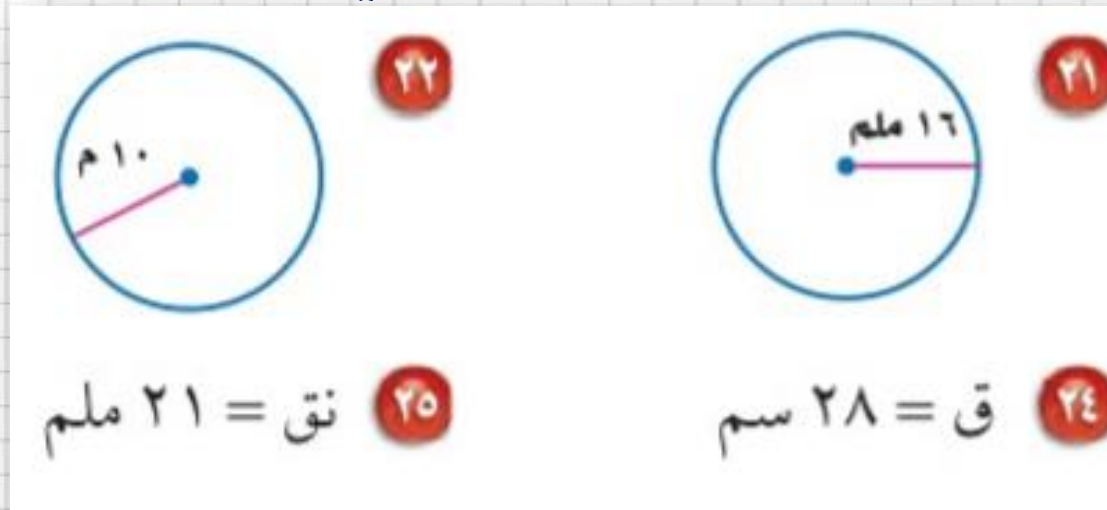 ٢١
١٦ ملم
٢٢
١٠ م
٢٤ ق = ٢٨ سم
٢٥ نق = ٢١ ملم